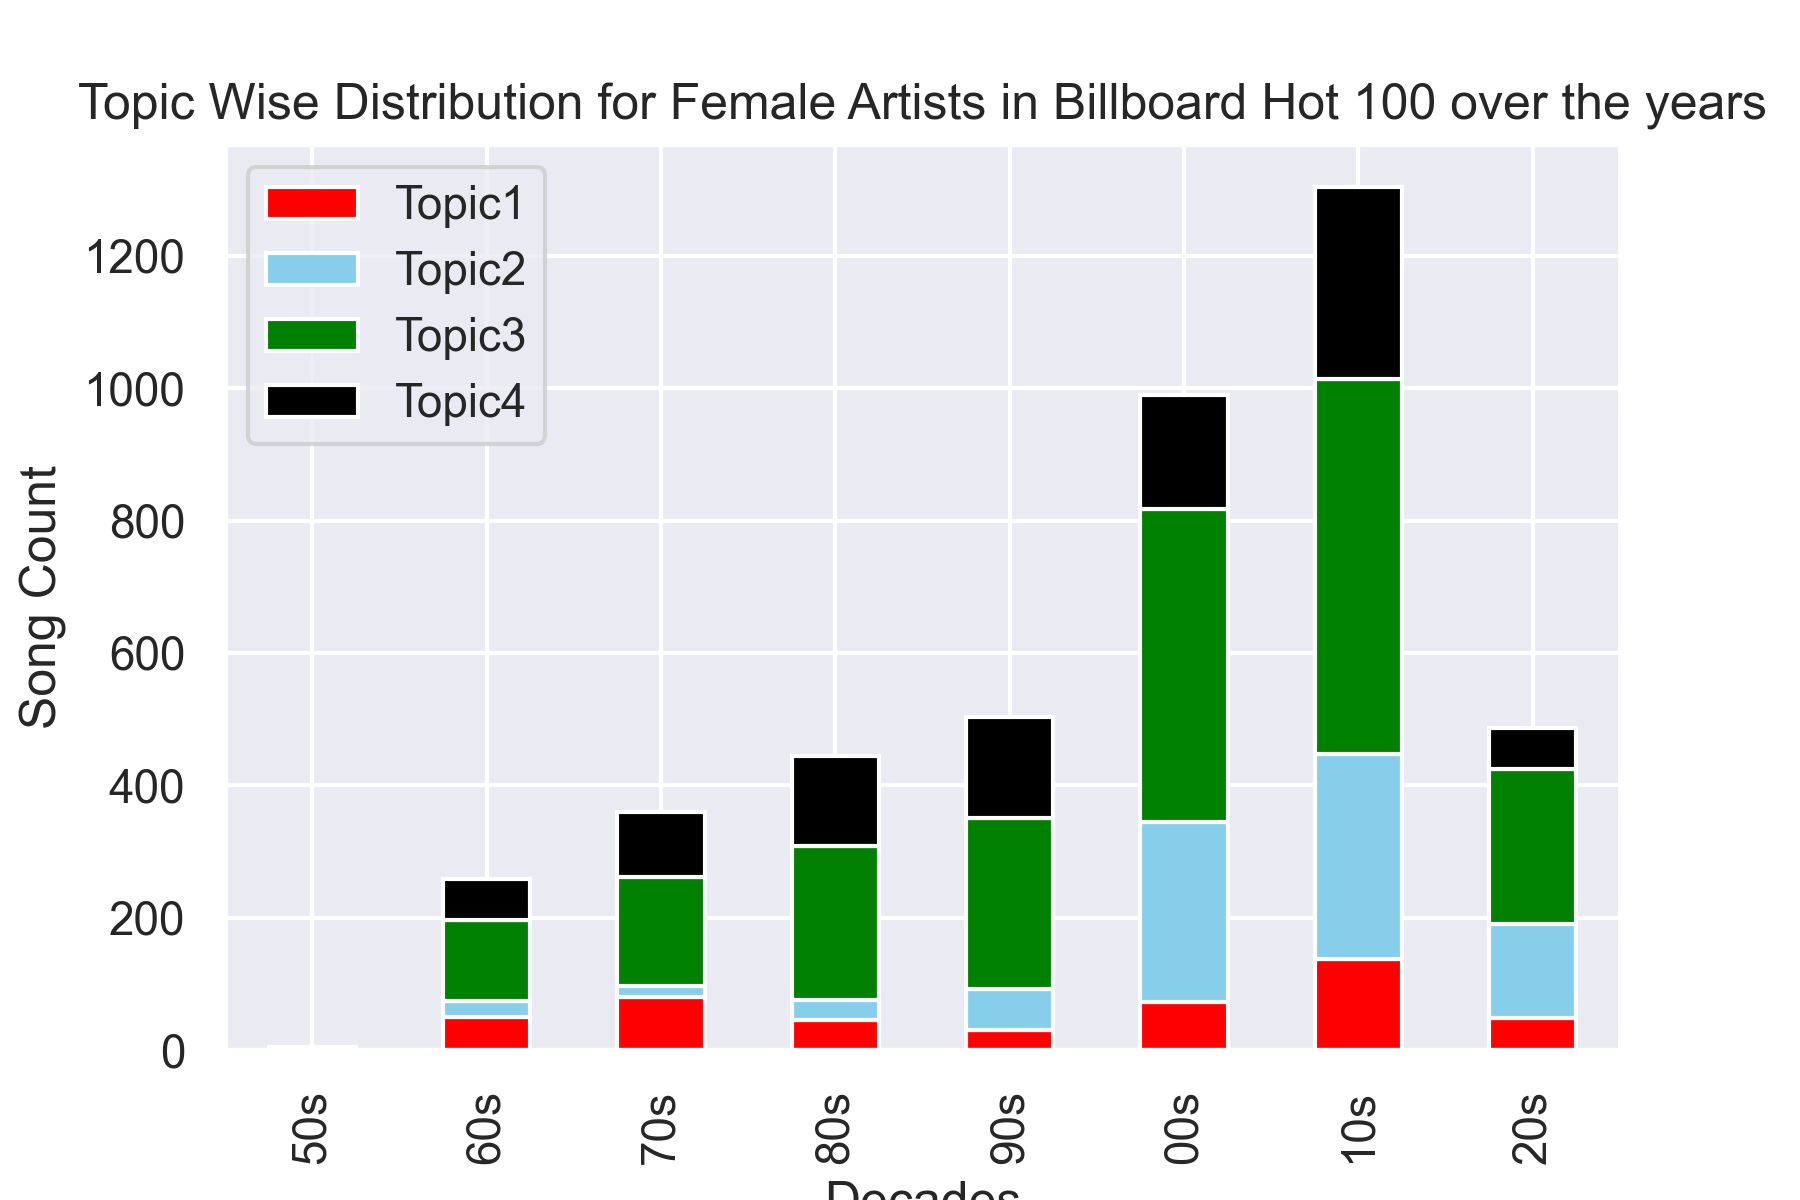 Topic Wise Distribution for Female Artists in Billboard Hot 100 over the years
Topic1
Topic2
Topic3
Topic4
Song Count
1200
1000
800
600
400
200
0
50s
60s
70s
80s
90s
00s
10s
20s
Decades